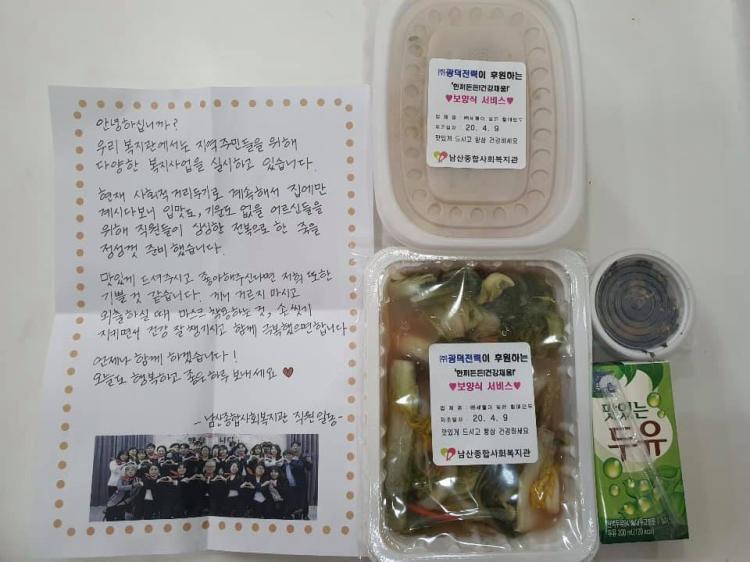 안녕하십니까?
우리 복지관에서는 지역주민들을 위해
다양한 복지사업을 실시하고 있습니다.
현재 사회적 거리두기로 계속해서 집에만
계시다보니 입맛도, 기운도 없을 어르신들을
위해 직원들이 싱싱한 전복으로 한 죽을
정성껏 준비했습니다.
맛있게 드셔주시고 좋아해주신다면 저희 또한
기쁠 것 같습니다. 끼니 거르지 마시고
외출하실 때 마스크 착용하는 것, 손 씻기
지키면서 건강 잘 챙기시고 함께 극복했으면 합니다
언제나 함께 하겠습니다!
오늘도 행복하고 좋은 하루 보내세요 ♥
-남산종합사회복지관 직원일동-
㈜광덕전력이 후원하는
'한끼든든!건강채움!'
♥보양식 서비스♥
20. 4. 9
맛있게 드시고 항상 건강하세요
남산종합사회복지관
㈜광덕전력이 후원하는
'한끼든든!건강채움!'
♥보양식 서비스♥
20. 4. 9
맛있게 드시고 항상 건강하세요
남산종합사회복지관
맛있는
두유
두유 200 mL(120 kcal)